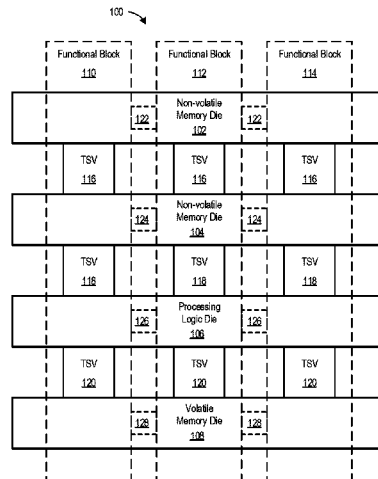 100
Functional Block Functional Block Functional Block
110 112 114
Non-volatile
Memory Die
122 102 122
TSV TSV TSV
116 116 116
Non-volatile
Memory Die
124 104 124
TSV TSV TSV
118 118 118
Processing
Logic Die
126 106 126
TSV TSV TSV
120 120 120
Volatile
Memory Die
128 108 128